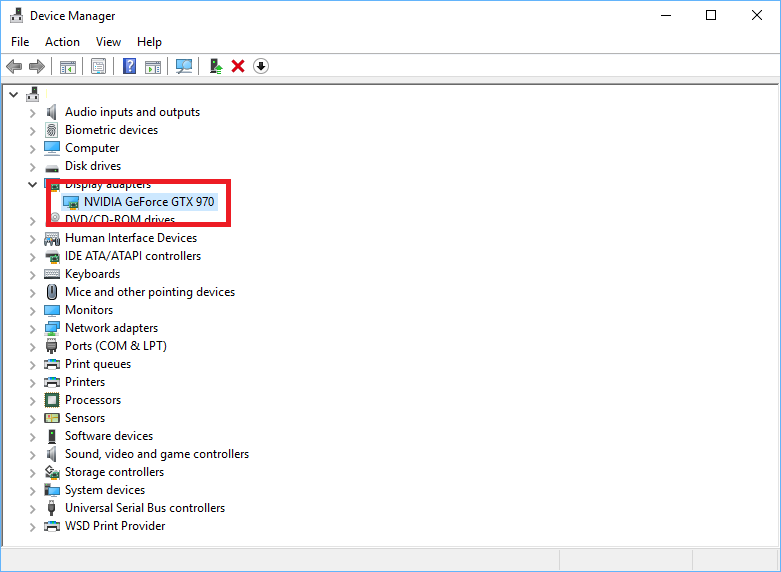 Device Manager
File Action View Help
Audio inputs and outputs
Biometric devices
Computer
Disk drives
Display adapters
NVIDIA GeForce GTX 970
DVD/CD-ROM drives
Human Interface Devices
IDE ATA/ATAPI controllers
Keyboards
Mice and other pointing devices
Monitors
Network adapters
Ports (COM & LPT)
Print queues
Printers
Processors
Sensors
Software devices
Sound, video and game controllers
Storage controllers
System devices
Universal Serial Bus controllers
WSD Print Provider